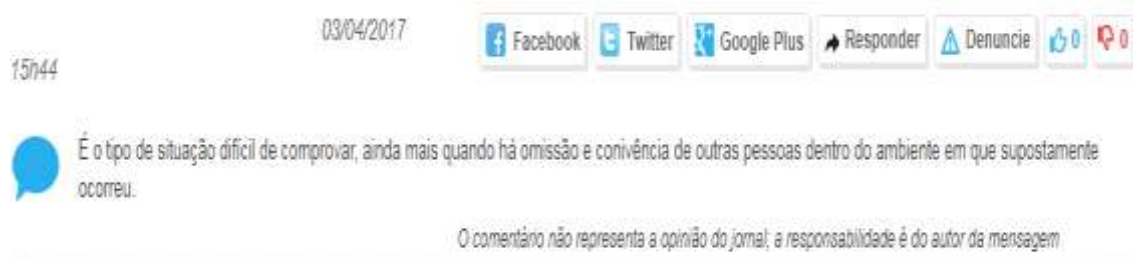 03/04/2017 Facebook Twitter Google Plus Responder Denuncie 0 0
15h44
É o tipo de situação difícil de comprovar, ainda mais quando há omissão e conivência de outras pessoas dentro do ambiente em que supostamente
ocorreu.
O comentário não representa a opinião do jornal; a responsabilidade é do autor da mensagem